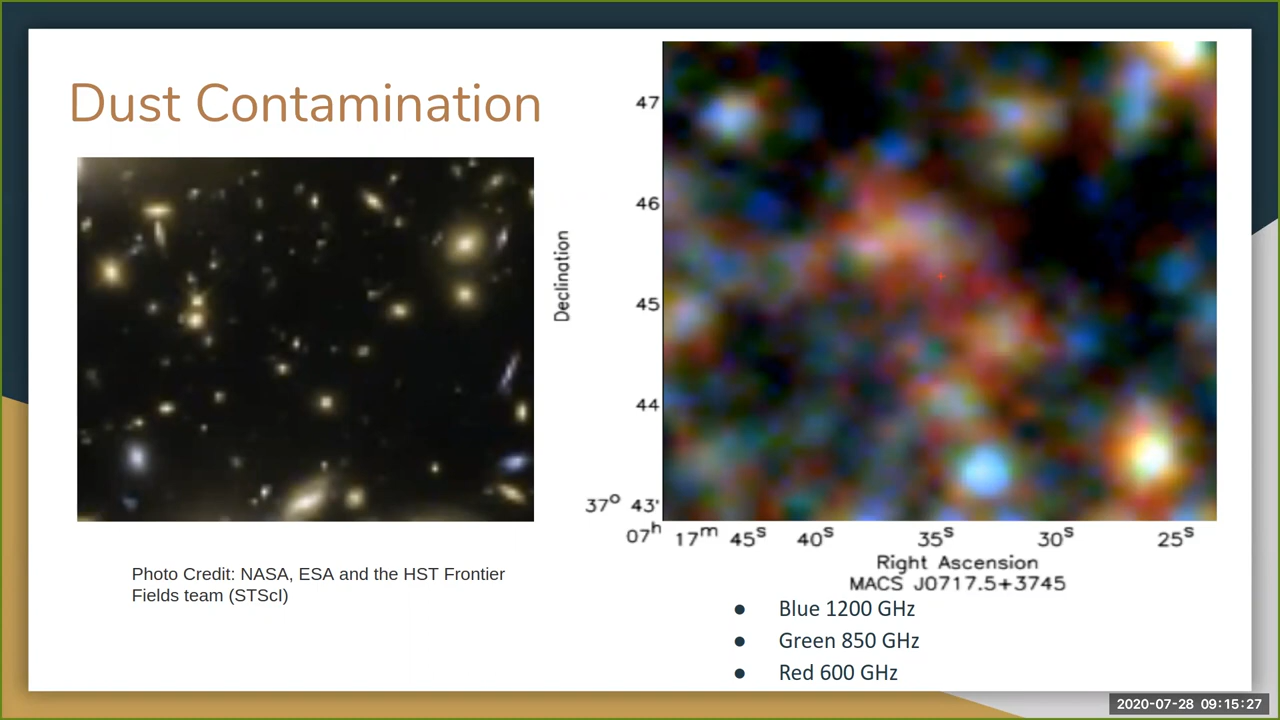 Dust Contamination
47
46
45
44
37° 43'
Declination
07h 17m 45s 40s 35s 30s 25s
Right Ascension
MACS J0717.5+3745
Photo Credit: NASA, ESA and the HST Frontier
Fields team (STScI)
● Blue 1200 GHz
● Green 850 GHz
● Red 600 GHz
2020-07-28 09:15:27